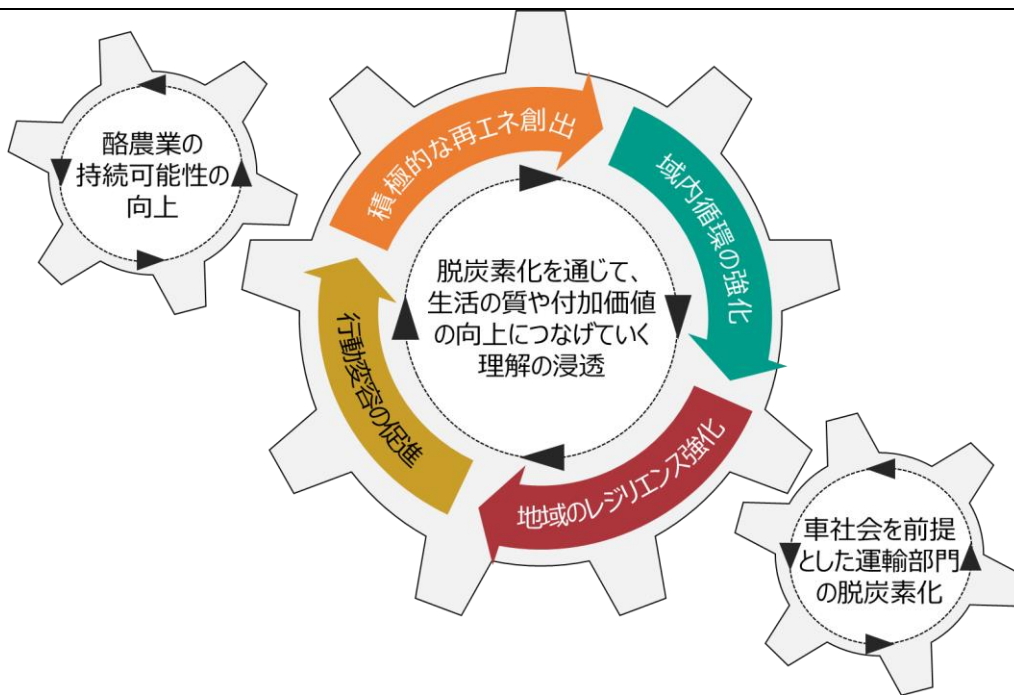 酪農業の
持続可能性の
向上
積極的な再エネ創出
域内循環の強化
脱炭素化を通じて、
生活の質や付加価値
の向上につなげていく
理解の浸透
行動変容の促進
地域のレジリエンス強化
車社会を前提
とした運輸部門
の脱炭素化